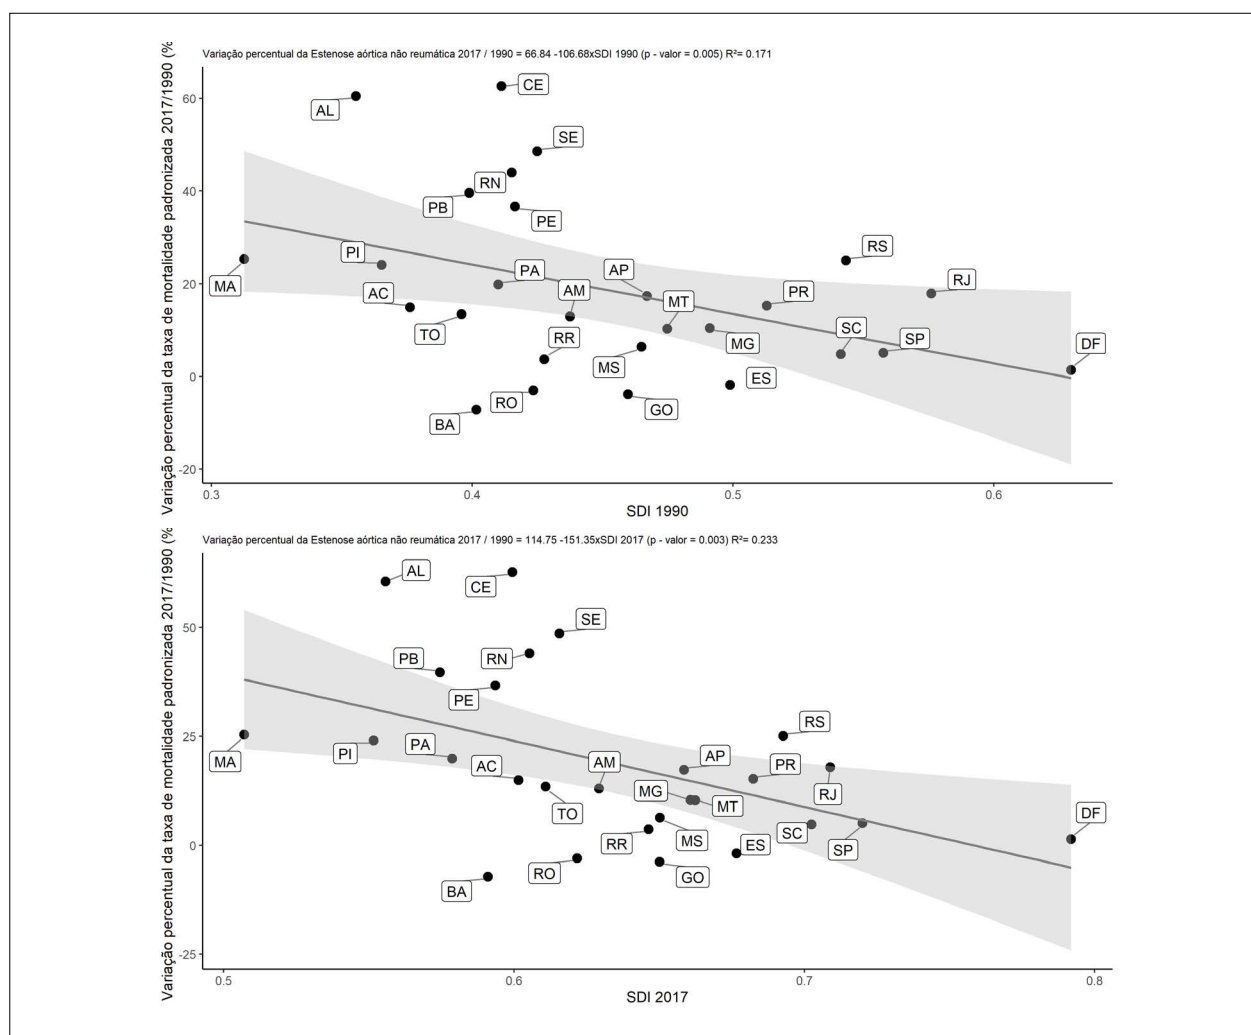 Variação percentual da Estenose aórtica não reumática 2017 / 1990 = 66.84 -106.68xSDI 1990 (p - valor = 0.005) R²= 0.171
Variação percentual da taxa de mortalidade padronizada 2017/1990 (%
60
40
20
0
-20
CE
AL
SE
RN
PB
PE
RS
PI
MA
PA
AP
RJ
AC
AM
MT
PR
TO
SC
SP
DF
RR
MG
MS
ES
RO
GO
BA
0.3
0.4
0.5
0.6
SDI 1990
Variação percentual da Estenose aórtica não reumática 2017 / 1990 = 114.75 -151.35xSDI 2017 (p - valor = 0.003) R²= 0.233
Variação percentual da taxa de mortalidade padronizada 2017/1990 (%
50
25
0
-25
AL
CE
SE
PB
RN
PE
RS
MA
PI
PA
AC
AM
AP
PR
RJ
MG
MT
TO
DF
SC
SP
RR
MS
ES
RO
GO
BA
0.5
0.6
0.7
0.8
SDI 2017